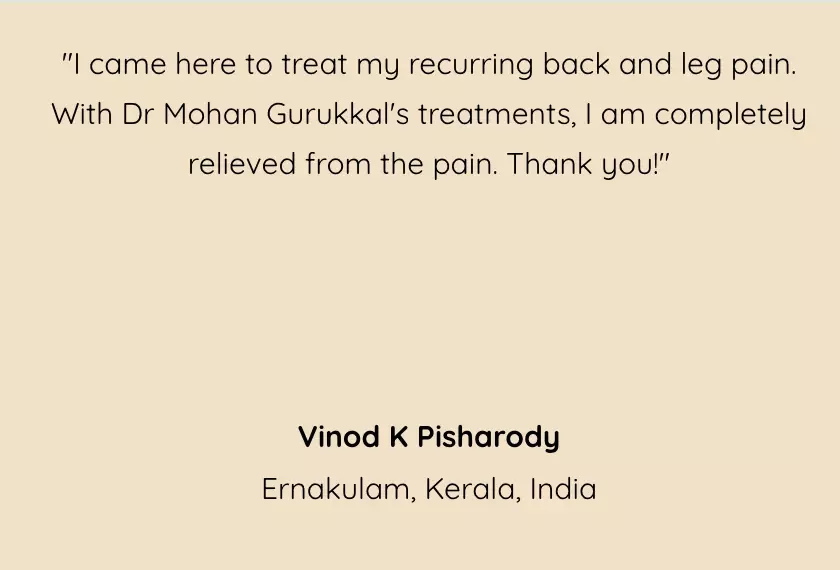 "I came here to treat my recurring back and leg pain.
With Dr Mohan Gurukkal's treatments, I am completely
relieved from the pain. Thank you!"
Vinod K Pisharody
Ernakulam, Kerala, India